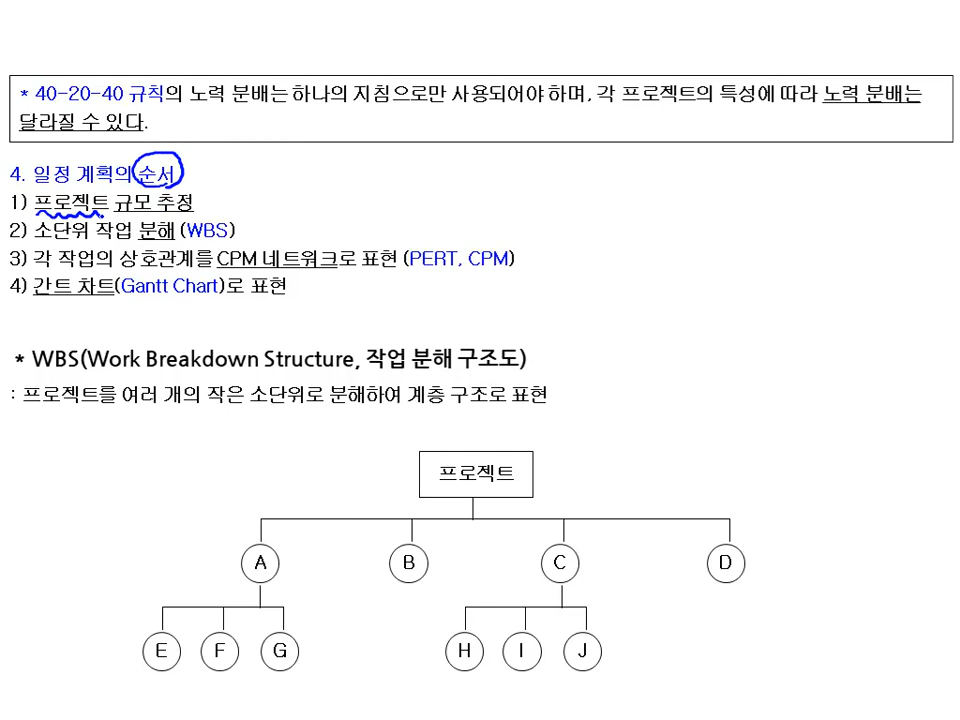 * 40-20-40 규칙의 노력 분배는 하나의 지침으로만 사용되어야 하며, 각 프로젝트의 특성에 따라 노력 분배는
달라질 수 있다.
4. 일정 계획의 순서
1) 프로젝트 규모 추정
2) 소단위 작업 분해 (WBS)
3) 각 작업의 상호관계를 CPM 네트워크로 표현 (PERT, CPM)
4) 간트 차트(Gantt Chart)로 표현
* WBS(Work Breakdown Structure, 작업 분해 구조도)
: 프로젝트를 여러 개의 작은 소단위로 분해하여 계층 구조로 표현
프로젝트
A B C D
E F G H I J